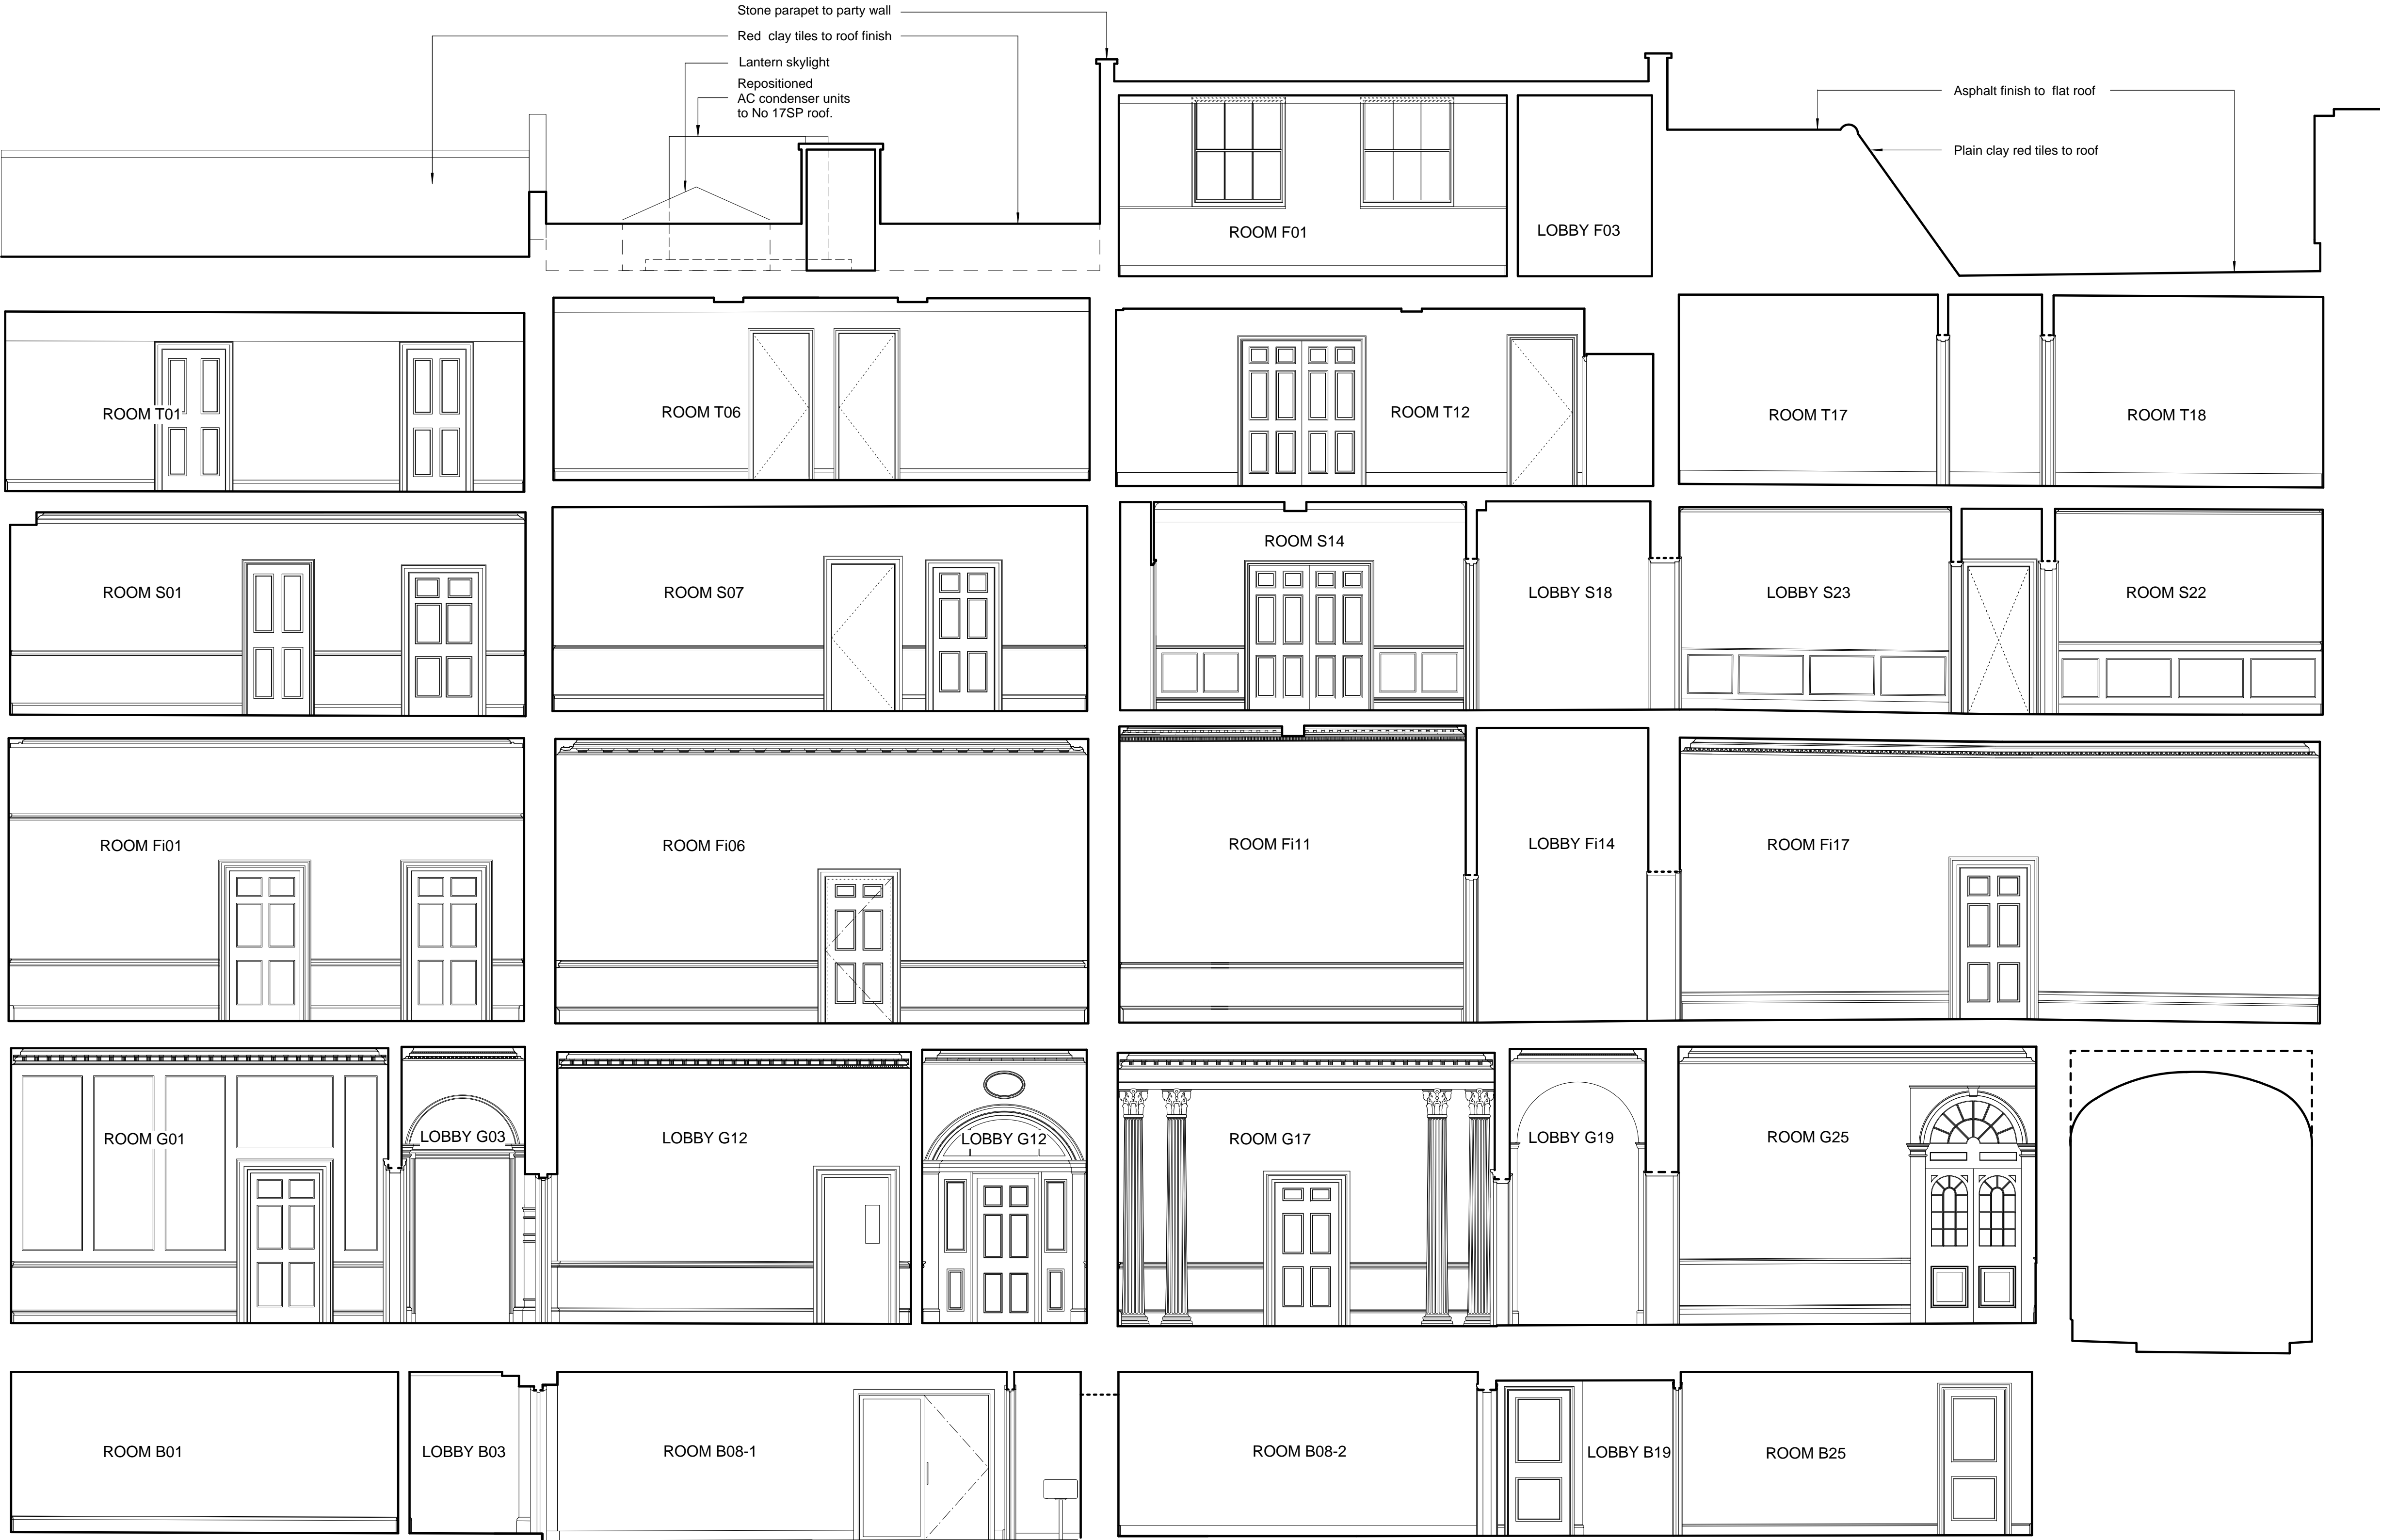 Stone parapet to party wall
Red clay tiles to roof finish
Lantern skylight
Repositioned
AC condenser units
to No 17SP roof.
Asphalt finish to flat roof
Plain clay red tiles to roof
ROOM F01
LOBBY F03
ROOM T01
ROOM T06
ROOM T12
ROOM T17
ROOM T18
ROOM S01
ROOM S07
ROOM S14
LOBBY S18
LOBBY S23
ROOM S22
ROOM Fi01
ROOM Fi06
ROOM Fi11
LOBBY Fi14
ROOM Fi17
ROOM G01
LOBBY G03
LOBBY G12
LOBBY G12
ROOM G17
LOBBY G19
ROOM G25
ROOM B01
LOBBY B03
ROOM B08-1
ROOM B08-2
LOBBY B19
ROOM B25